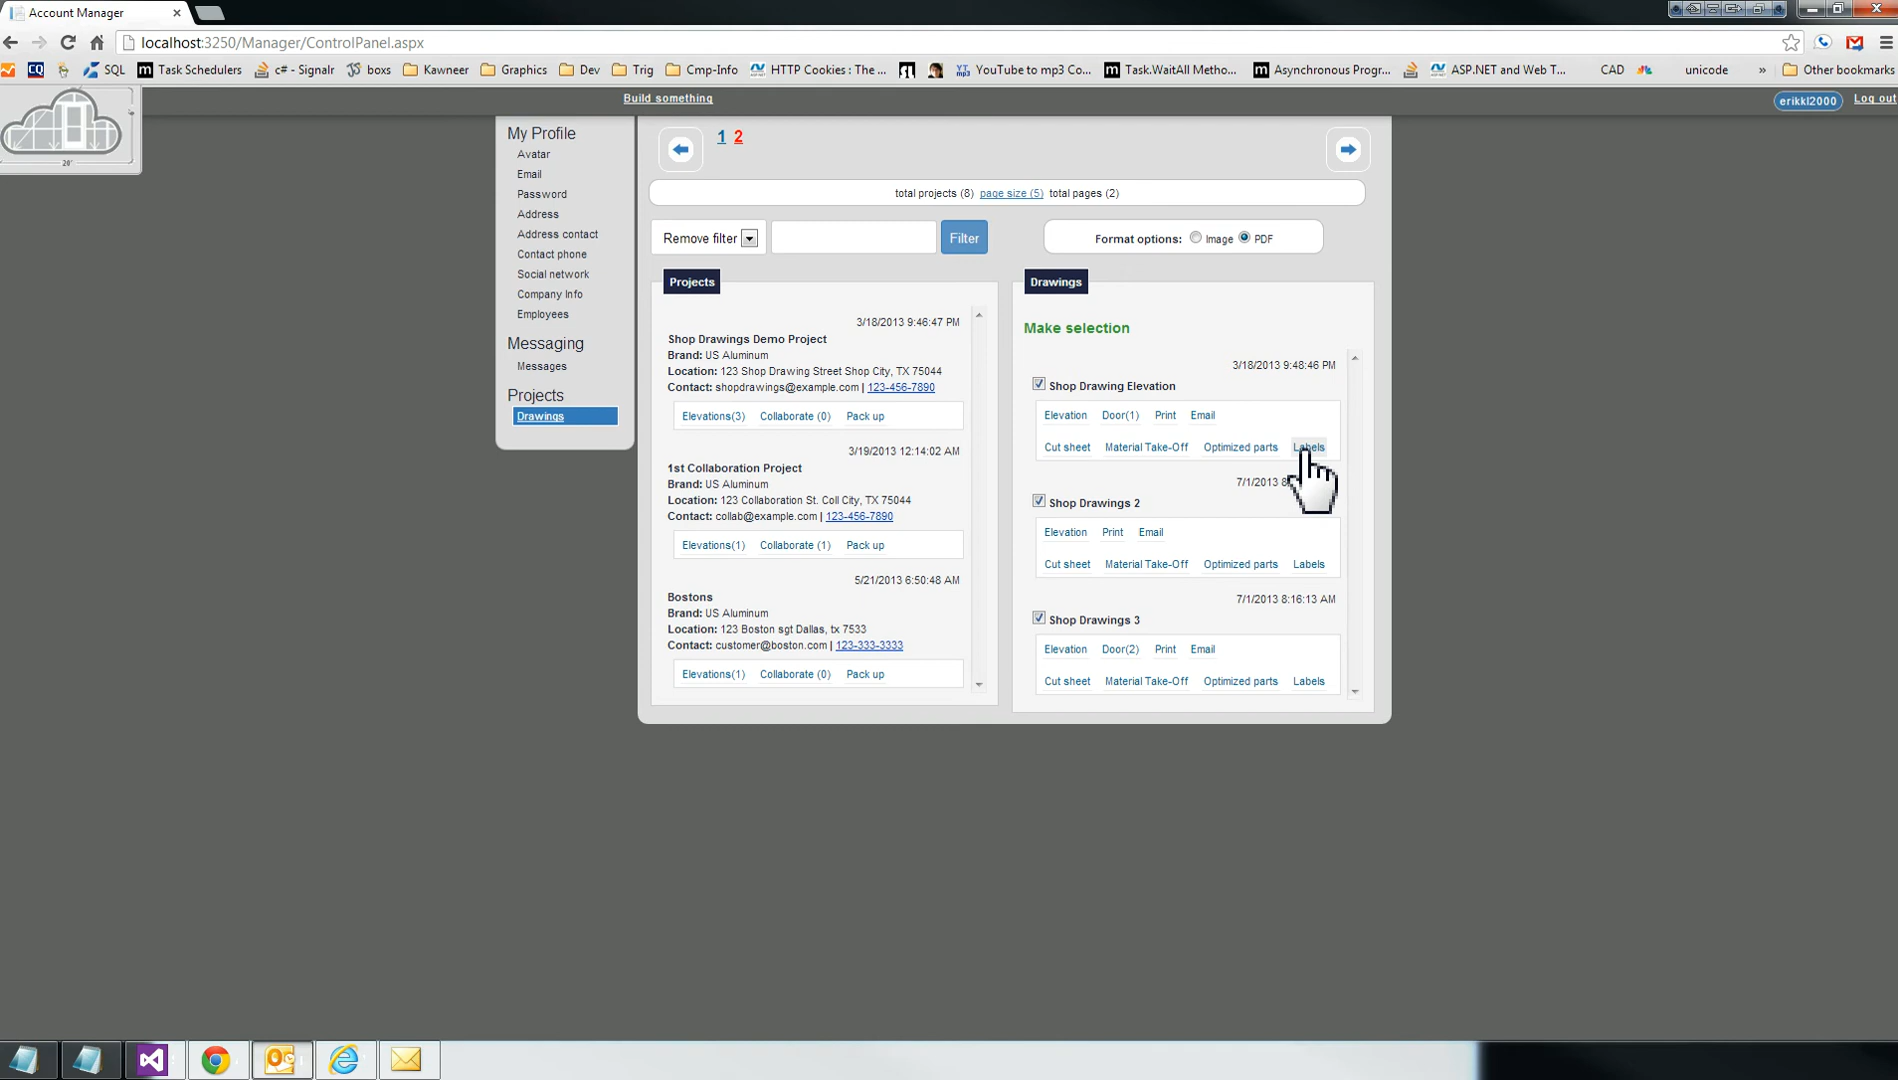 Account Manager
localhost:3250/Manager/ControlPanel.aspx
CQ SQL Task Schedulers c# - Signalr boxs Kawneer Graphics Dev Trig Cmp-Info HTTP Cookies : The ... YouTube to mp3 Co... Task.WaitAll Metho... Asynchronous Progr... ASP.NET and Web T... CAD unicode » Other bookmarks
Build something
erikkl2000
Log out
20'
My Profile
Avatar
Email
Password
Address
Address contact
Contact phone
Social network
Company Info
Employees
Messaging
Messages
Projects
Drawings
1 2
total projects (8) page size (5) total pages (2)
Remove filter
Filter
Format options: Image PDF
Projects
3/18/2013 9:46:47 PM
Shop Drawings Demo Project
Brand: US Aluminum
Location: 123 Shop Drawing Street Shop City, TX 75044
Contact: shopdrawings@example.com | 123-456-7890
Elevations(3) Collaborate (0) Pack up
3/19/2013 12:14:02 AM
1st Collaboration Project
Brand: US Aluminum
Location: 123 Collaboration St. Coll City, TX 75044
Contact: collab@example.com | 123-456-7890
Elevations(1) Collaborate (1) Pack up
5/21/2013 6:50:48 AM
Bostons
Brand: US Aluminum
Location: 123 Boston sgt Dallas, tx 7533
Contact: customer@boston.com | 123-333-3333
Elevations(1) Collaborate (0) Pack up
Drawings
Make selection
3/18/2013 9:48:46 PM
Shop Drawing Elevation
Elevation Door(1) Print Email
Cut sheet Material Take-Off Optimized parts Labels
7/1/2013
Shop Drawings 2
Elevation Print Email
Cut sheet Material Take-Off Optimized parts Labels
7/1/2013 8:16:13 AM
Shop Drawings 3
Elevation Door(2) Print Email
Cut sheet Material Take-Off Optimized parts Labels